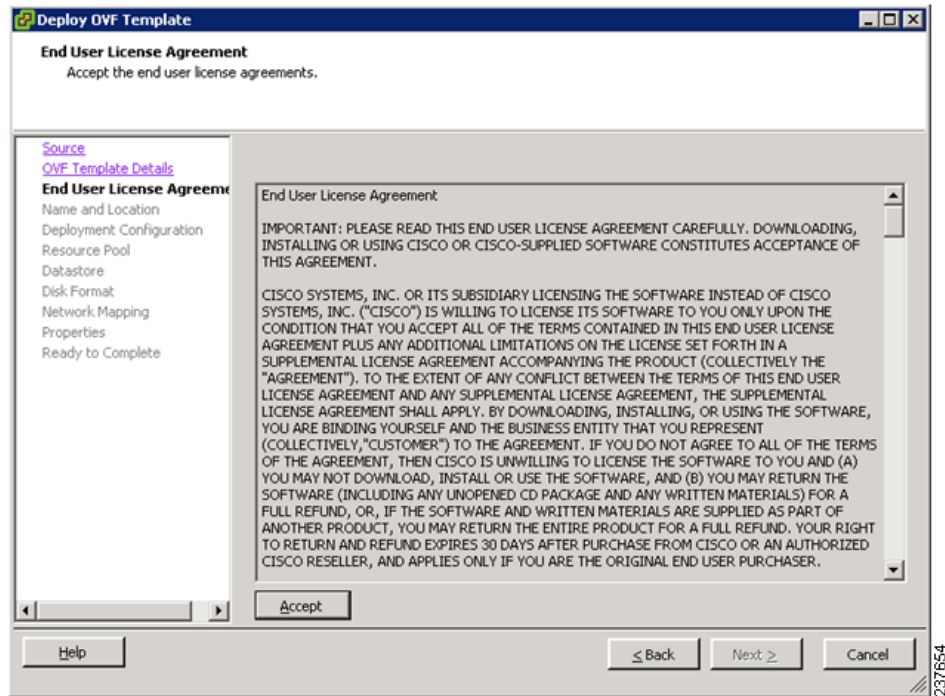 Deploy OVF Template
End User License Agreement
Accept the end user license agreements.
Source
OVF Template Details
End User License Agreeme
Name and Location
Deployment Configuration
Resource Pool
Datastore
Disk Format
Network Mapping
Properties
Ready to Complete
End User License Agreement
IMPORTANT: PLEASE READ THIS END USER LICENSE AGREEMENT CAREFULLY. DOWNLOADING,
INSTALLING OR USING CISCO OR CISCO-SUPPLIED SOFTWARE CONSTITUTES ACCEPTANCE OF
THIS AGREEMENT.
CISCO SYSTEMS, INC. OR ITS SUBSIDIARY LICENSING THE SOFTWARE INSTEAD OF CISCO
SYSTEMS, INC. ("CISCO") IS WILLING TO LICENSE ITS SOFTWARE TO YOU ONLY UPON THE
CONDITION THAT YOU ACCEPT ALL OF THE TERMS CONTAINED IN THIS END USER LICENSE
AGREEMENT PLUS ANY ADDITIONAL LIMITATIONS ON THE LICENSE SET FORTH IN A
SUPPLEMENTAL LICENSE AGREEMENT ACCOMPANYING THE PRODUCT (COLLECTIVELY THE
"AGREEMENT"). TO THE EXTENT OF ANY CONFLICT BETWEEN THE TERMS OF THIS END USER
LICENSE AGREEMENT AND ANY SUPPLEMENTAL LICENSE AGREEMENT, THE SUPPLEMENTAL
LICENSE AGREEMENT SHALL APPLY. BY DOWNLOADING, INSTALLING, OR USING THE SOFTWARE,
YOU ARE BINDING YOURSELF AND THE BUSINESS ENTITY THAT YOU REPRESENT
(COLLECTIVELY,"CUSTOMER") TO THE AGREEMENT. IF YOU DO NOT AGREE TO ALL OF THE TERMS
OF THE AGREEMENT, THEN CISCO IS UNWILLING TO LICENSE THE SOFTWARE TO YOU AND (A)
YOU MAY NOT DOWNLOAD, INSTALL OR USE THE SOFTWARE, AND (B) YOU MAY RETURN THE
SOFTWARE (INCLUDING ANY UNOPENED CD PACKAGE AND ANY WRITTEN MATERIALS) FOR A
FULL REFUND, OR, IF THE SOFTWARE AND WRITTEN MATERIALS ARE SUPPLIED AS PART OF
ANOTHER PRODUCT, YOU MAY RETURN THE ENTIRE PRODUCT FOR A FULL REFUND. YOUR RIGHT
TO RETURN AND REFUND EXPIRES 30 DAYS AFTER PURCHASE FROM CISCO OR AN AUTHORIZED
CISCO RESELLER, AND APPLIES ONLY IF YOU ARE THE ORIGINAL END USER PURCHASER.
Accept
Help
≤ Back
Next ≥
Cancel
237654